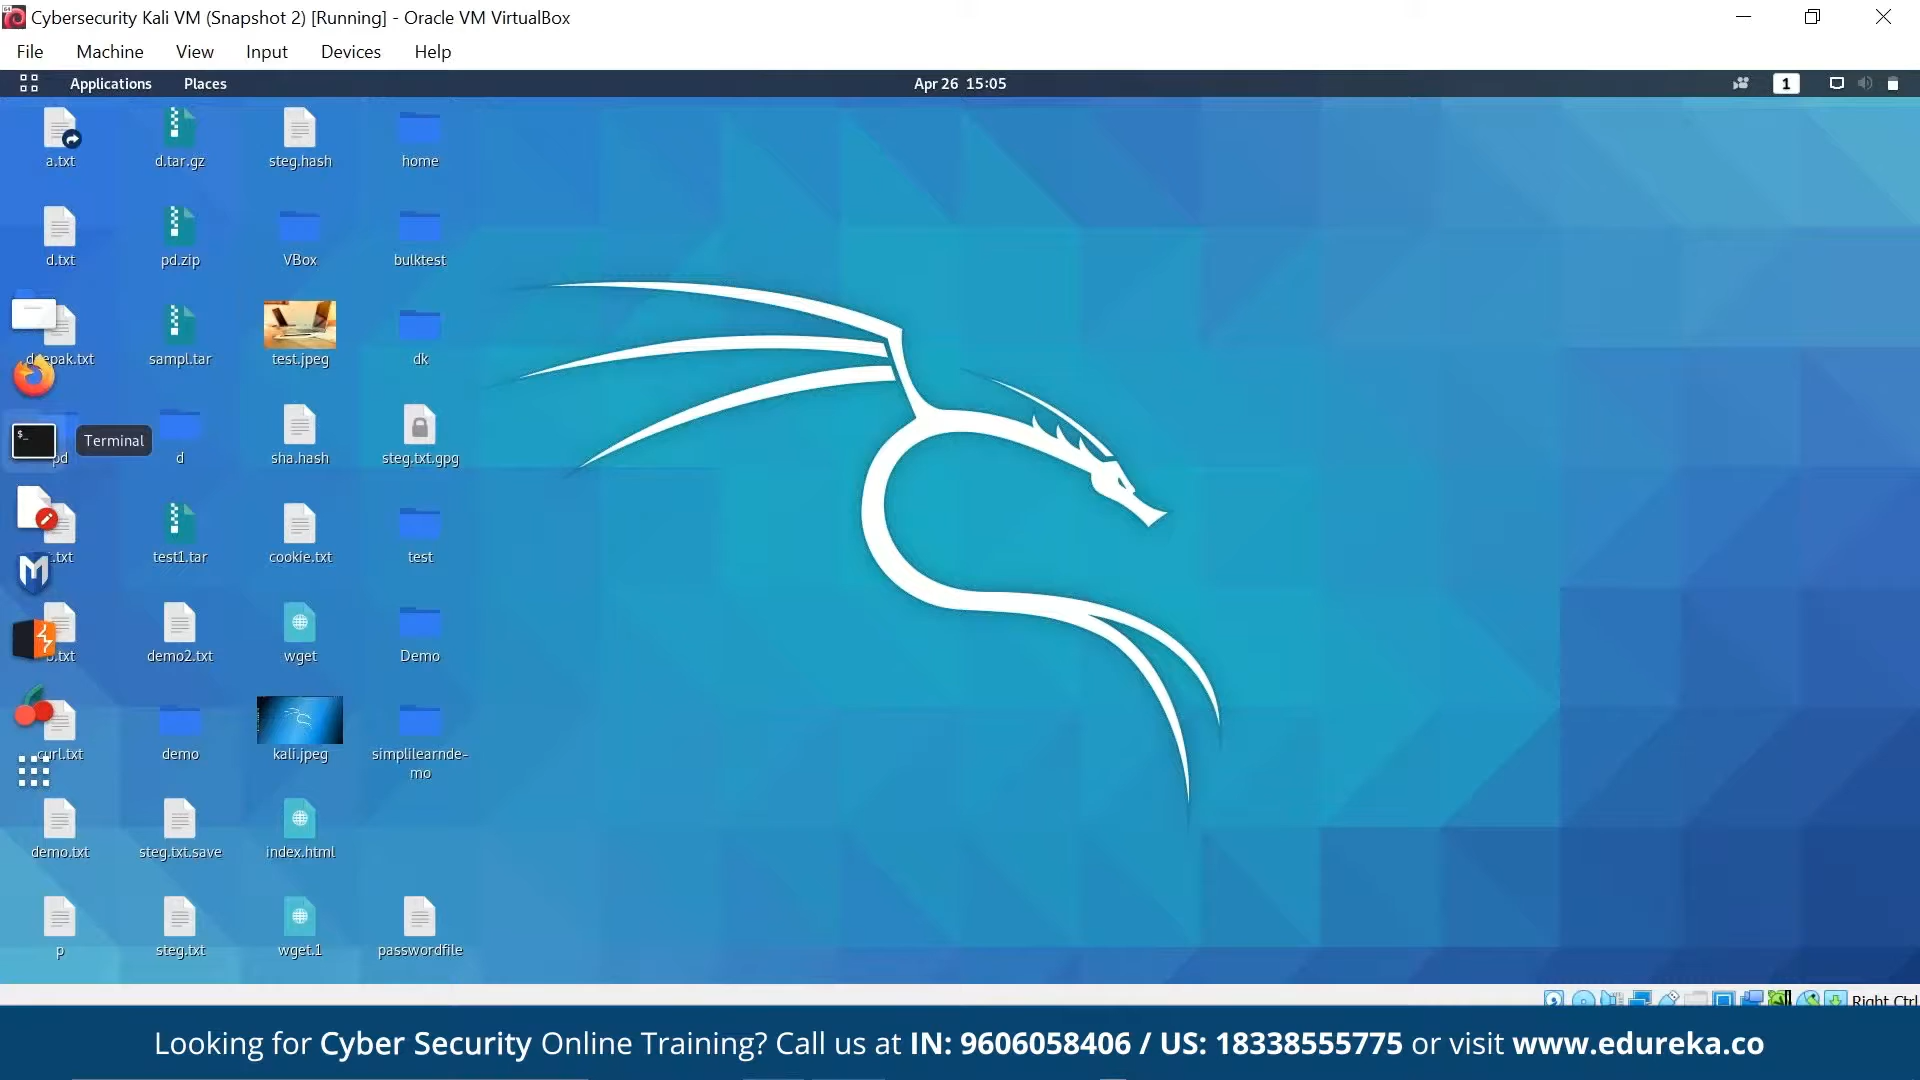 Cybersecurity Kali VM (Snapshot 2) [Running] - Oracle VM VirtualBox
File Machine View Input Devices Help
Applications Places Apr 26 15:05 1
a.txt d.tar.gz steg.hash home
d.txt pd.zip VBox bulktest
sampl.tar test.jpeg dk
Terminal
pd d sha.hash steg.txt.gpg
.txt test1.tar cookie.txt test
.txt demo2.txt wget Demo
curl.txt demo kali.jpeg simplilearnde-
mo
demo.txt steg.txt.save index.html
p steg.txt wget.1 passwordfile
Right Ctrl
Looking for Cyber Security Online Training? Call us at IN: 9606058406 / US: 18338555775 or visit www.edureka.co